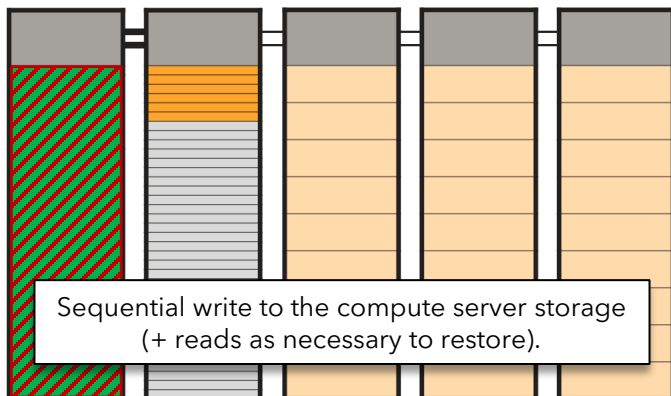 Sequential write to the compute server storage
(+ reads as necessary to restore).